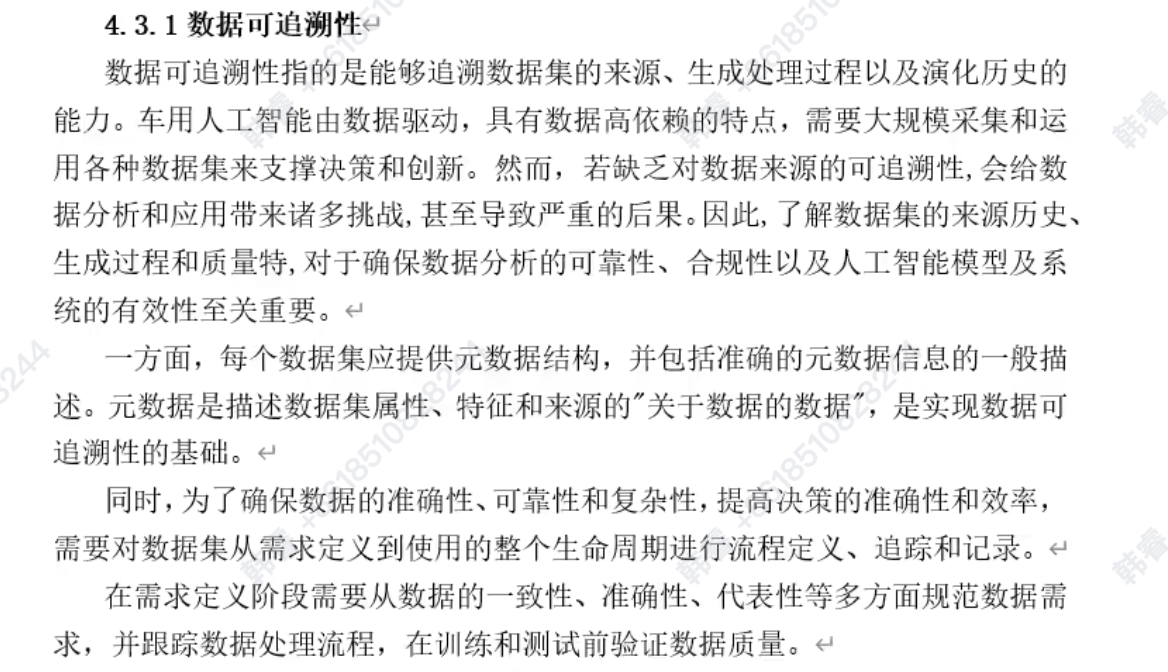 4.3.1 数据可追溯性↵
数据可追溯性指的是能够追溯数据集的来源、生成处理过程以及演化历史的
能力。车用人工智能由数据驱动，具有数据高依赖的特点，需要大规模采集和运
用各种数据集来支撑决策和创新。然而，若缺乏对数据来源的可追溯性,会给数
据分析和应用带来诸多挑战,甚至导致严重的后果。因此,了解数据集的来源历史、
生成过程和质量特,对于确保数据分析的可靠性、合规性以及人工智能模型及系
统的有效性至关重要。↵
一方面，每个数据集应提供元数据结构，并包括准确的元数据信息的一般描
述。元数据是描述数据集属性、特征和来源的"关于数据的数据"，是实现数据可
追溯性的基础。↵
同时,为了确保数据的准确性、可靠性和复杂性,提高决策的准确性和效率，
需要对数据集从需求定义到使用的整个生命周期进行流程定义、追踪和记录。↵
在需求定义阶段需要从数据的一致性、准确性、代表性等多方面规范数据需
求，并跟踪数据处理流程，在训练和测试前验证数据质量。↵